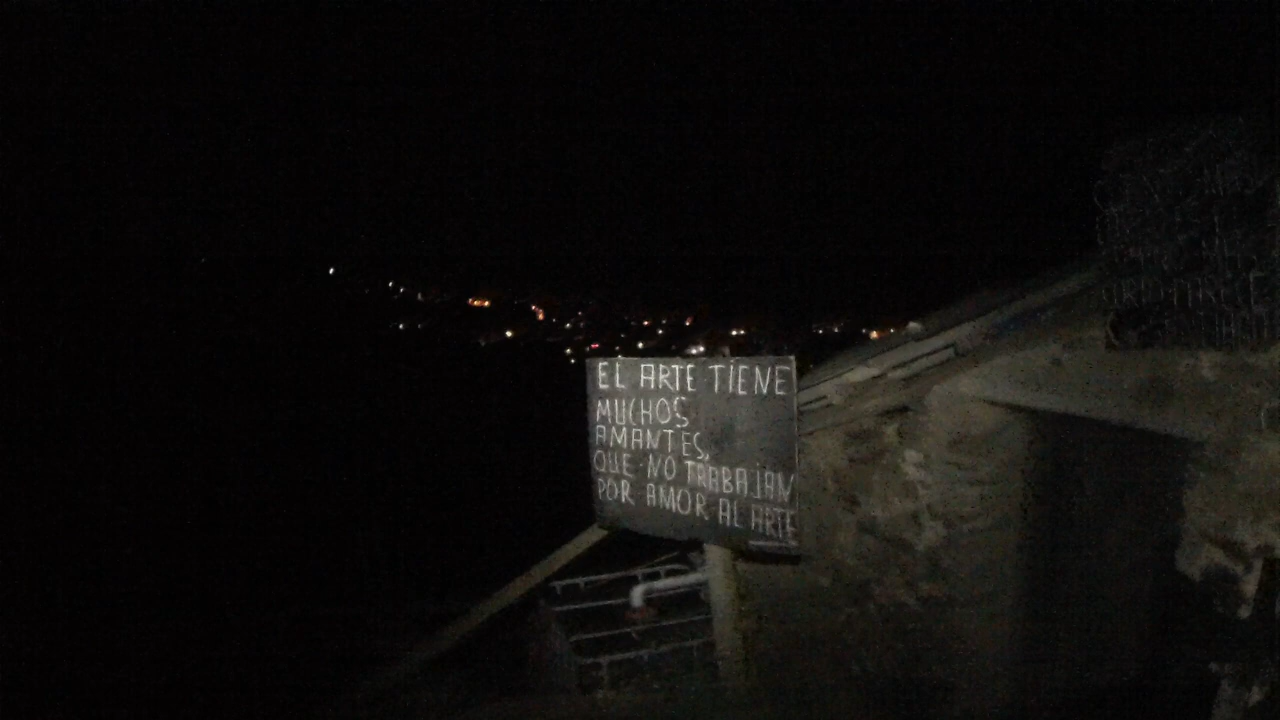 EL ARTE TIENE
MUCHOS
AMANTES,
QUE NO TRABAJAN
POR AMOR AL ARTE